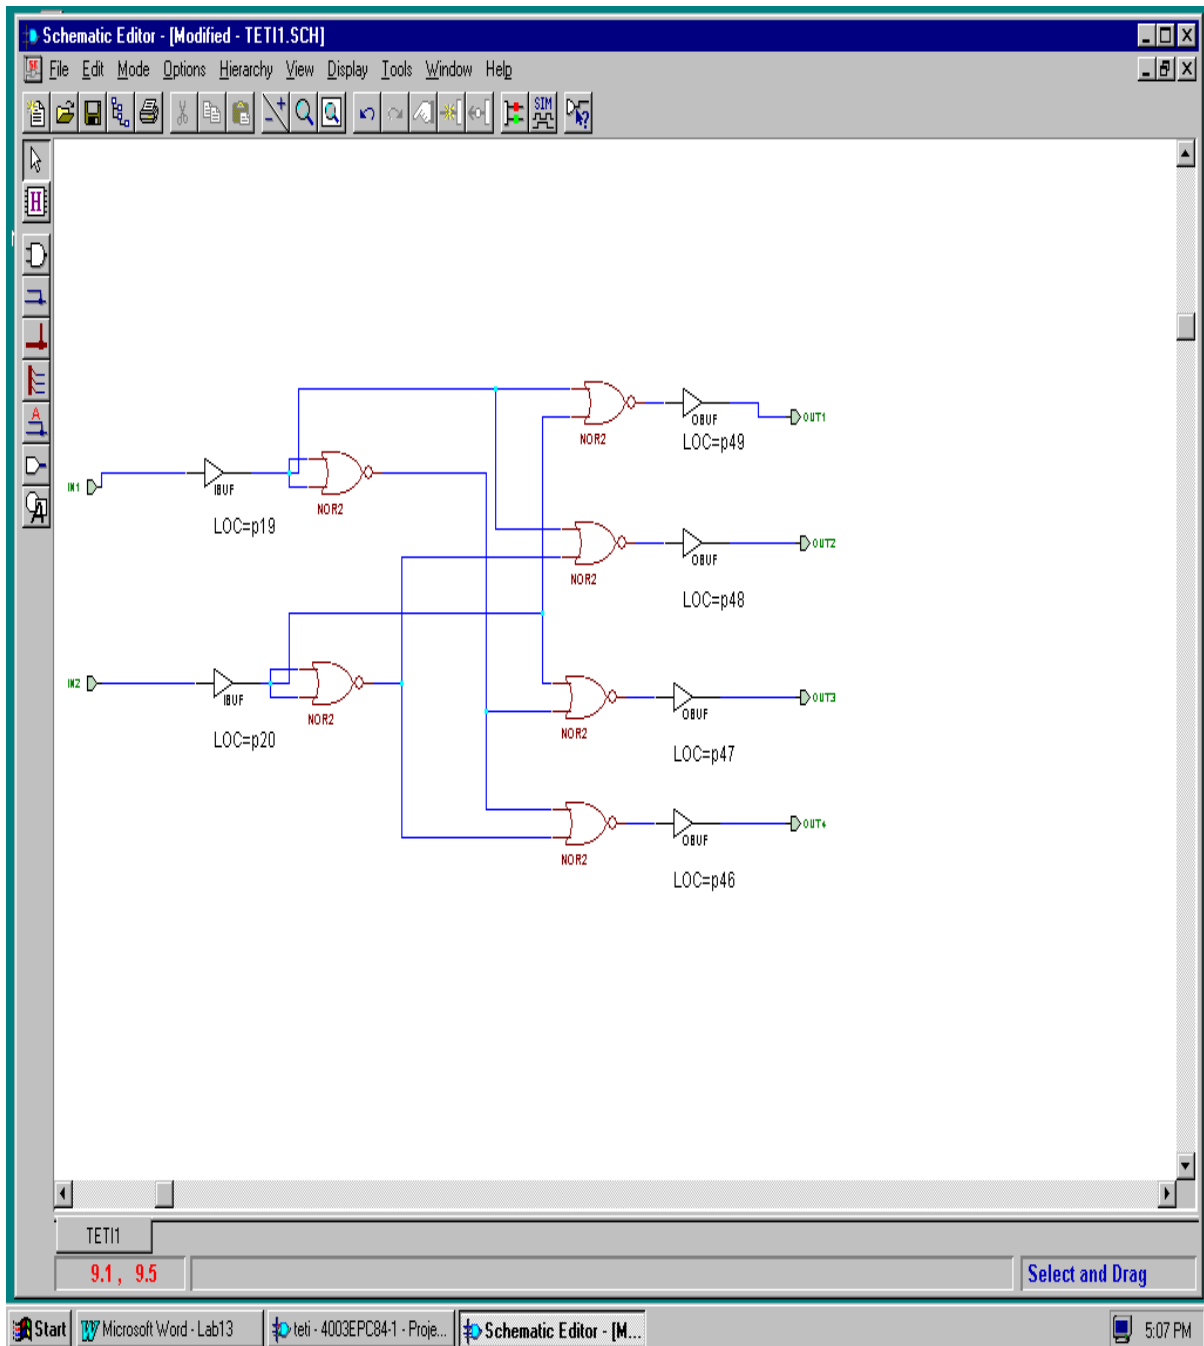 Schematic Editor - [Modified - TETI1.SCH]
File Edit Mode Options Hierarchy View Display Tools Window Help
SIM
H
A
A
NOR2
OBUF
OUT1
LOC=p49
IN1
IBUF
NOR2
LOC=p19
NOR2
OBUF
OUT2
LOC=p48
IN2
IBUF
NOR2
LOC=p20
NOR2
OBUF
OUT3
LOC=p47
NOR2
OBUF
OUT4
LOC=p46
TETI1
9.1 , 9.5
Select and Drag
Start
Microsoft Word - Lab13
teti - 4003EPC84-1 - Proje...
Schematic Editor - [M...
5:07 PM